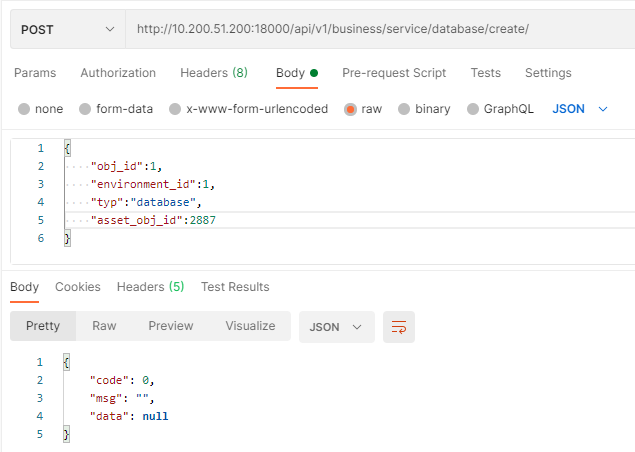 POST http://10.200.51.200:18000/api/v1/business/service/database/create/
Params Authorization Headers (8) Body Pre-request Script Tests Settings
none form-data x-www-form-urlencoded raw binary GraphQL JSON
1 {
2 "obj_id":1,
3 "environment_id":1,
4 "typ":"database",
5 "asset_obj_id":2887
6 }
Body Cookies Headers (5) Test Results
Pretty Raw Preview Visualize JSON
1 {
2 "code": 0,
3 "msg": "",
4 "data": null
5 }